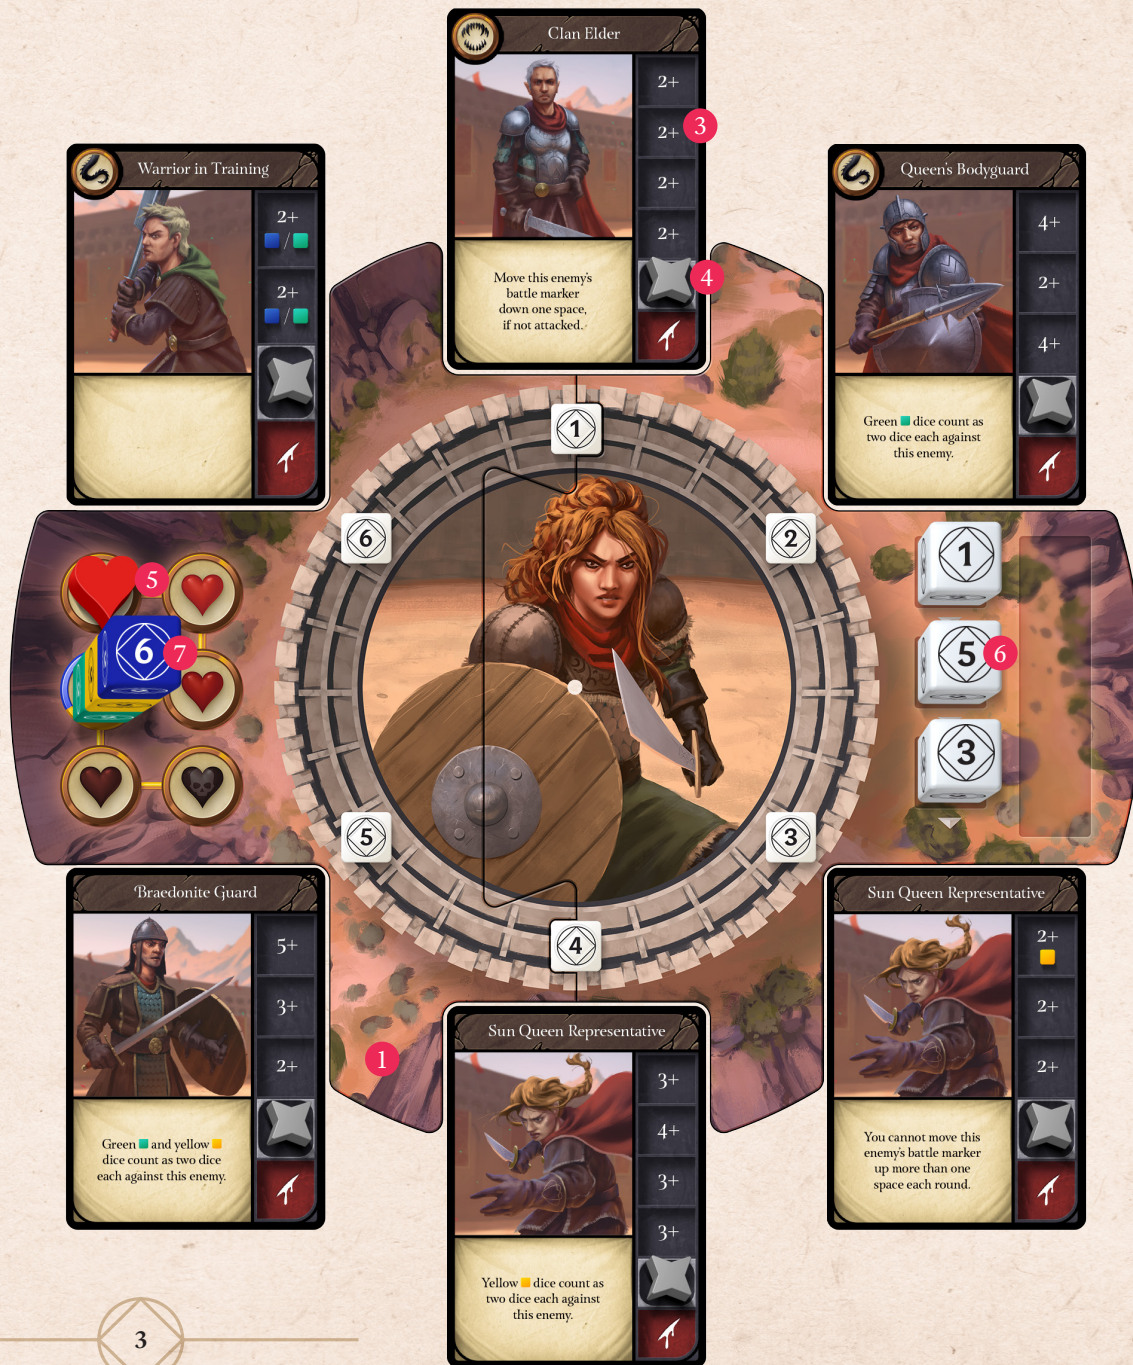 Clan Elder
2+
2+
3
2+
2+
4
Move this enemy's
battle marker
down one space,
if not attacked.
Warrior in Training
2+
/
2+
/
Queen's Bodyguard
4+
2+
4+
Green dice count as
two dice each against
this enemy.
1
6
2
5
6
7
1
5
6
3
5
3
4
Braedonite Guard
5+
3+
2+
Green and yellow
dice count as two dice
each against this enemy.
1
Sun Queen Representative
3+
4+
3+
3+
Yellow dice count as
two dice each against
this enemy.
Sun Queen Representative
2+
2+
2+
You cannot move this
enemy's battle marker
up more than one
space each round.
3